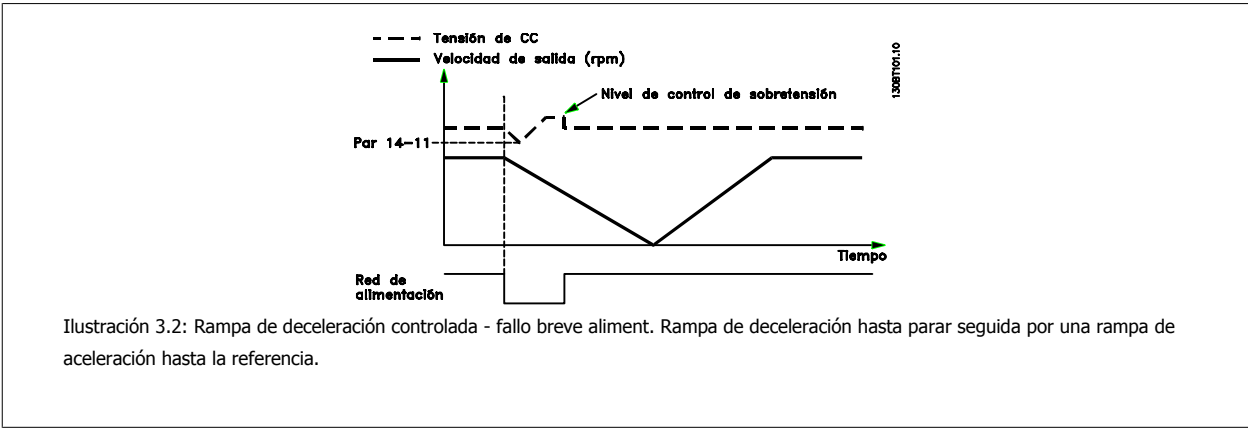 Tensión de CC
Velocidad de salida (rpm)
130BT101.10
Nivel de control de sobretensión
Par 14-11
Tiempo
Red de
alimentación
Ilustración 3.2: Rampa de deceleración controlada - fallo breve aliment. Rampa de deceleración hasta parar seguida por una rampa de
aceleración hasta la referencia.